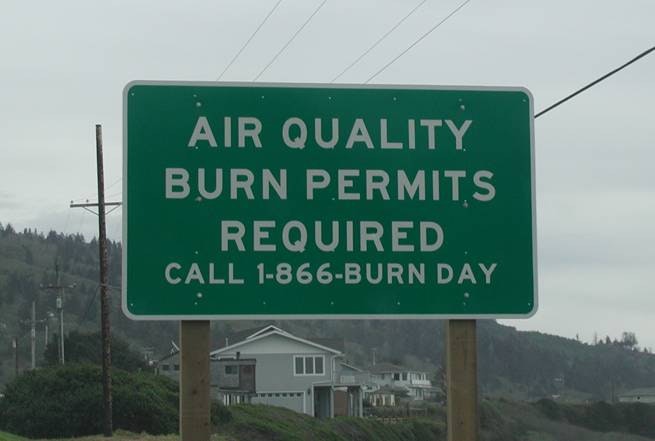 AIR QUALITY
BURN PERMITS
REQUIRED
CALL 1-866-BURN DAY